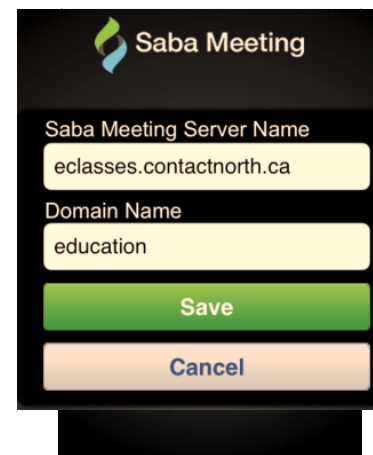 Saba Meeting
Saba Meeting Server Name
eclasses.contactnorth.ca
Domain Name
education
Save
Cancel